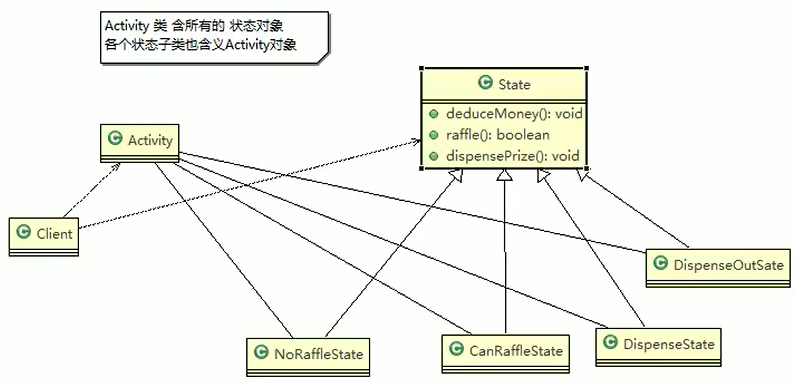 Activity 类 含所有的 状态对象
各个状态子类也含义Activity对象
C State
deduceMoney(): void
raffle(): boolean
dispensePrize(): void
C Activity
C Client
C DispenseOutSate
C DispenseState
C CanRaffleState
C NoRaffleState